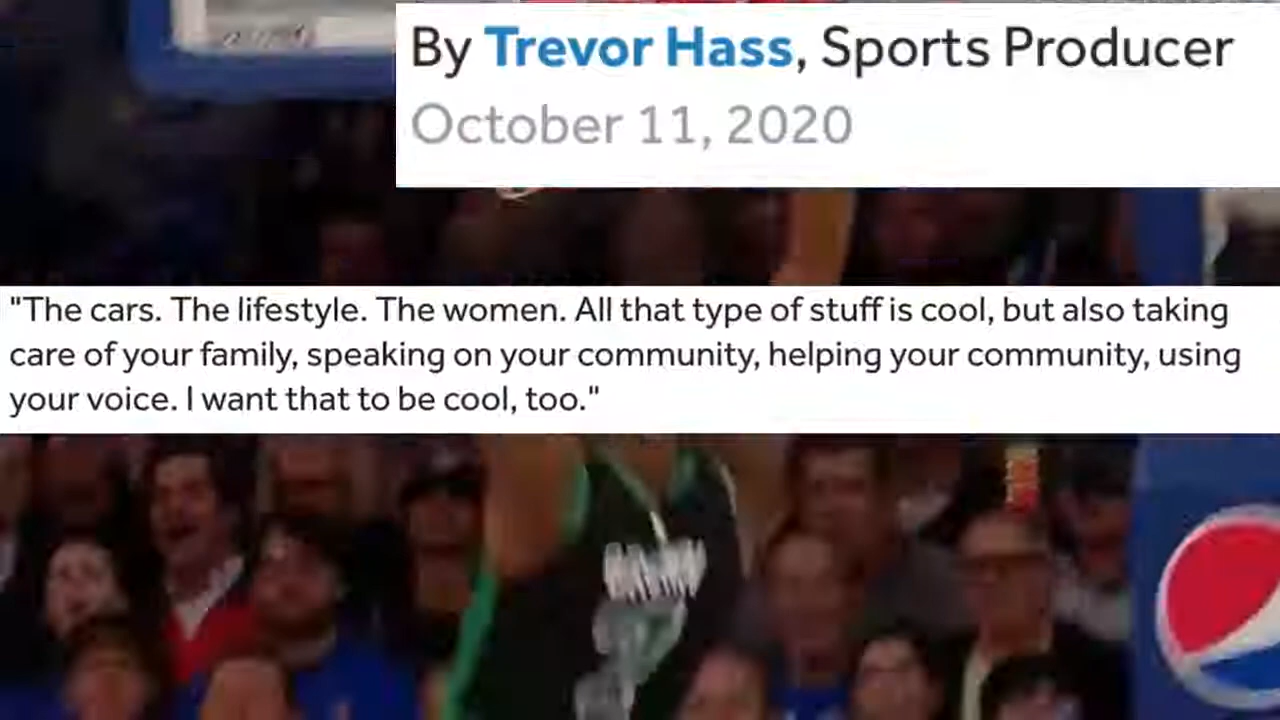 By Trevor Hass, Sports Producer
October 11, 2020
"The cars. The lifestyle. The women. All that type of stuff is cool, but also taking
care of your family, speaking on your community, helping your community, using
your voice. I want that to be cool, too."